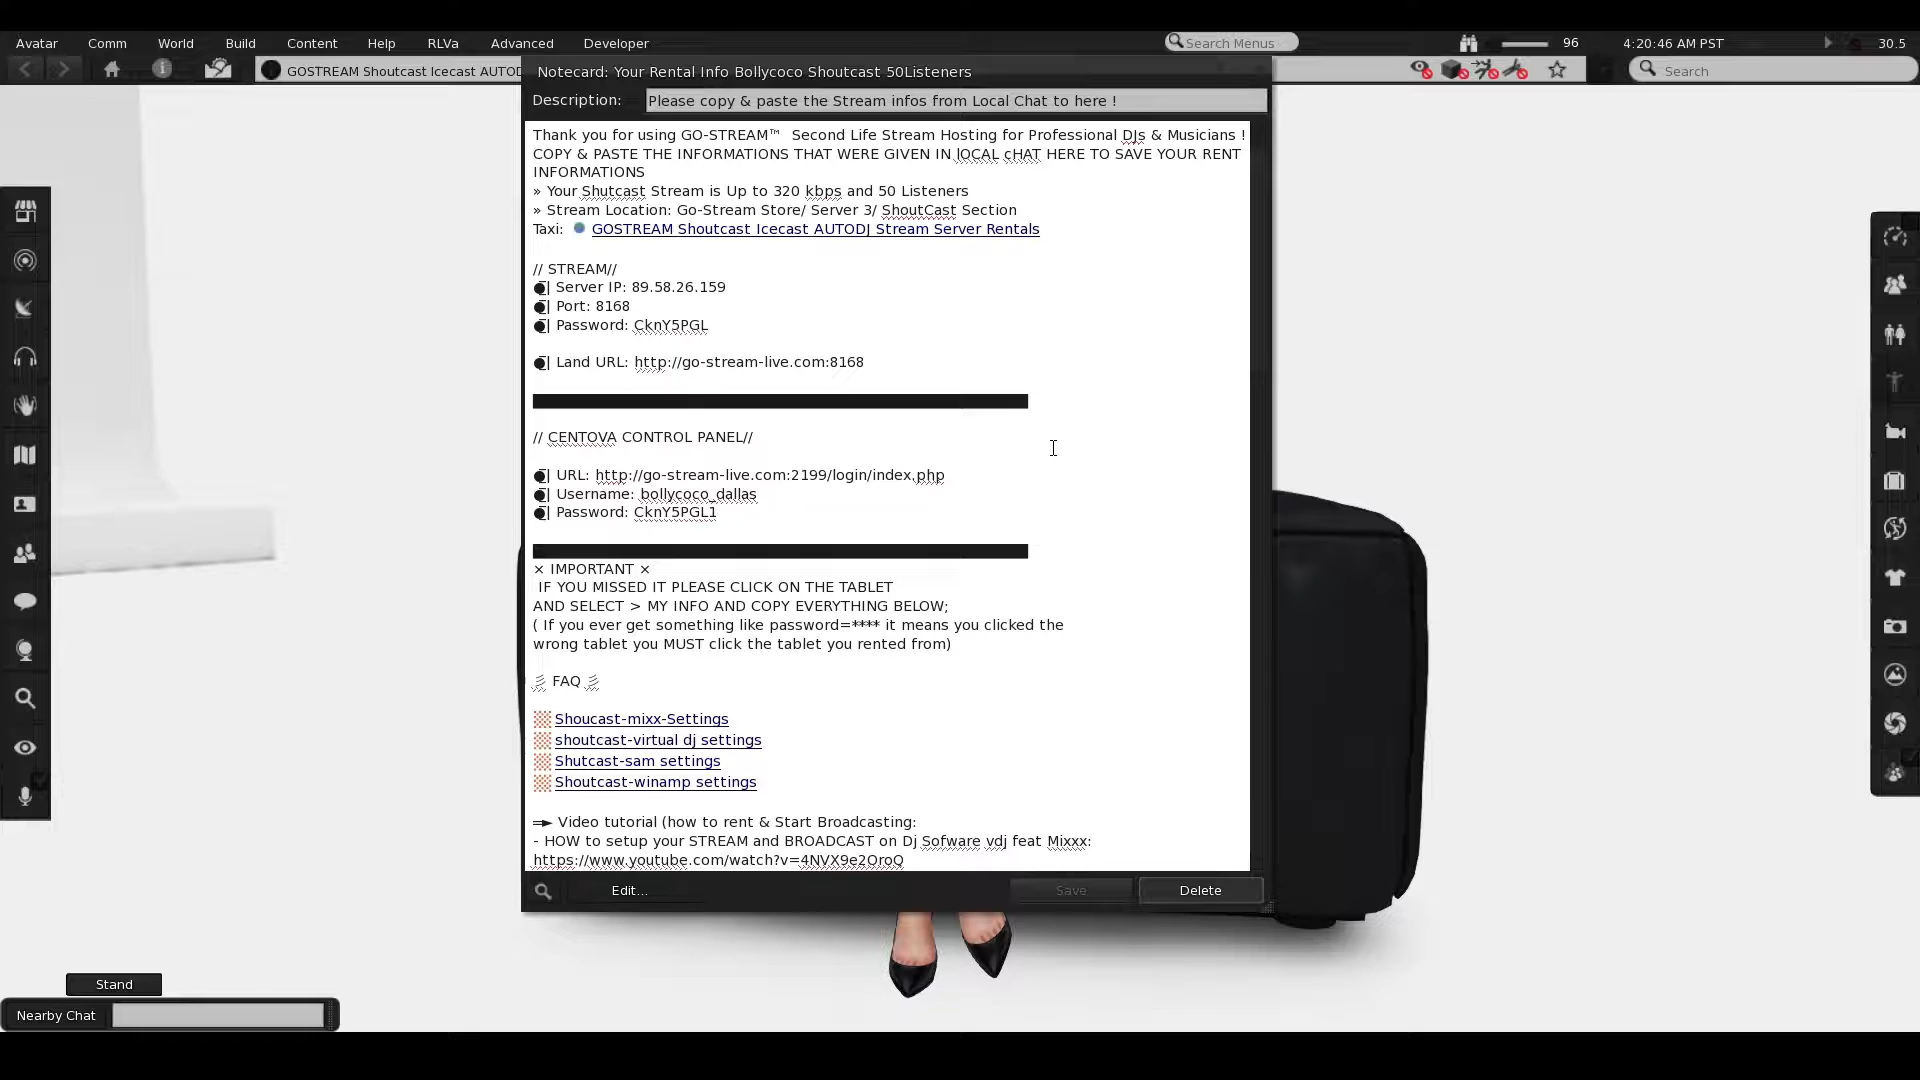 Avatar Comm World Build Content Help RLVa Advanced Developer Search Menus 96 4:20:46 AM PST 30.5
GOSTREAM Shoutcast Icecast AUTOD Search
Notecard: Your Rental Info Bollycoco Shoutcast 50Listeners
Description: Please copy & paste the Stream infos from Local Chat to here !
Thank you for using GO-STREAM™ Second Life Stream Hosting for Professional DJs & Musicians !
COPY & PASTE THE INFORMATIONS THAT WERE GIVEN IN lOCAL cHAT HERE TO SAVE YOUR RENT
INFORMATIONS
» Your Shutcast Stream is Up to 320 kbps and 50 Listeners
» Stream Location: Go-Stream Store/ Server 3/ ShoutCast Section
Taxi: GOSTREAM Shoutcast Icecast AUTODJ Stream Server Rentals
// STREAM//
| Server IP: 89.58.26.159
| Port: 8168
| Password: CknY5PGL
| Land URL: http://go-stream-live.com:8168
// CENTOVA CONTROL PANEL//
| URL: http://go-stream-live.com:2199/login/index.php
| Username: bollycoco_dallas
| Password: CknY5PGL1
× IMPORTANT ×
IF YOU MISSED IT PLEASE CLICK ON THE TABLET
AND SELECT > MY INFO AND COPY EVERYTHING BELOW;
( If you ever get something like password=**** it means you clicked the
wrong tablet you MUST click the tablet you rented from)
彡 FAQ 彡
Shoucast-mixx-Settings
shoutcast-virtual dj settings
Shutcast-sam settings
Shoutcast-winamp settings
Video tutorial (how to rent & Start Broadcasting:
- HOW to setup your STREAM and BROADCAST on Dj Sofware vdj feat Mixxx:
https://www.youtube.com/watch?v=4NVX9e2OroQ
Edit... Save Delete
Stand
Nearby Chat